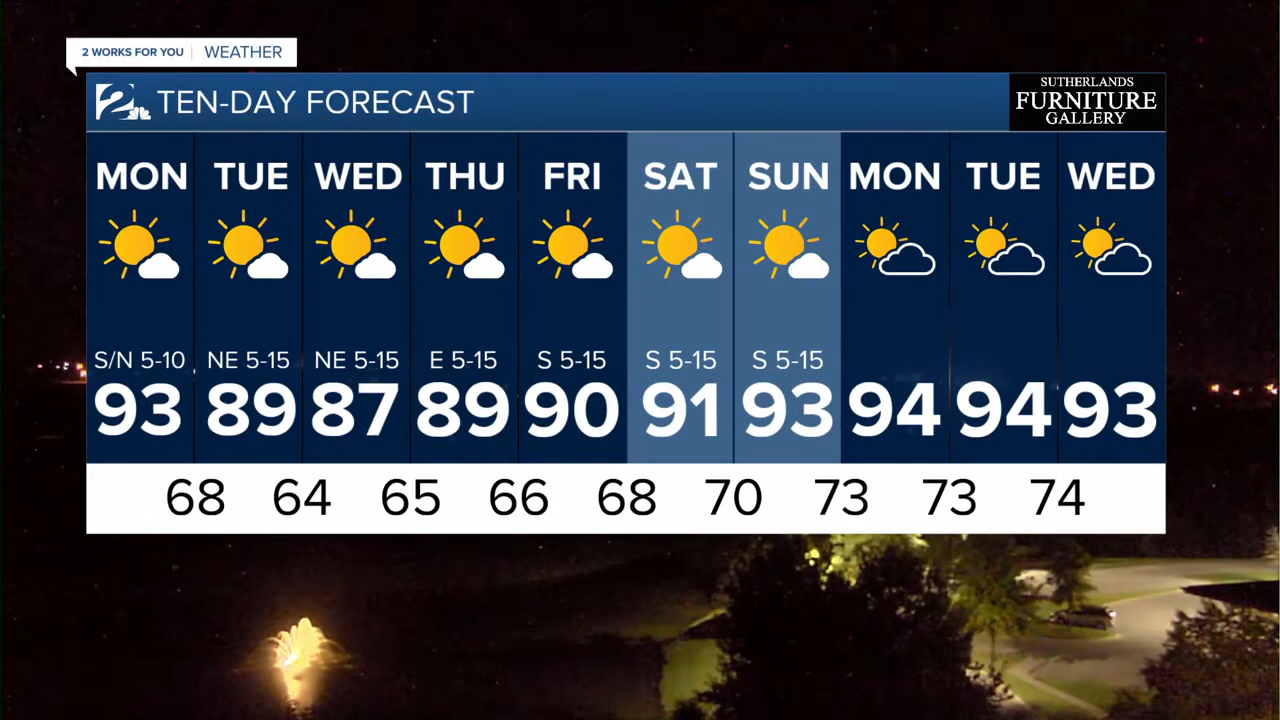 2 WORKS FOR YOU | WEATHER
2 TEN-DAY FORECAST
SUTHERLANDS
FURNITURE
GALLERY
MON TUE WED THU FRI SAT SUN MON TUE WED
S/N 5-10 NE 5-15 NE 5-15 E 5-15 S 5-15 S 5-15 S 5-15
93 89 87 89 90 91 93 94 94 93
68 64 65 66 68 70 73 73 74